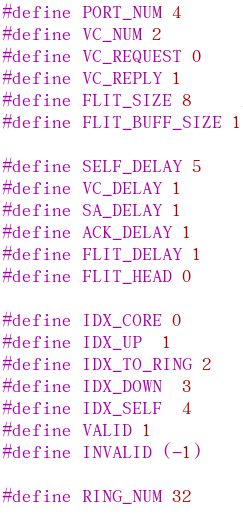 #define PORT_NUM 4
#define VC_NUM 2
#define VC_REQUEST 0
#define VC_REPLY 1
#define FLIT_SIZE 8
#define FLIT_BUFF_SIZE 1
#define SELF_DELAY 5
#define VC_DELAY 1
#define SA_DELAY 1
#define ACK_DELAY 1
#define FLIT_DELAY 1
#define FLIT_HEAD 0
#define IDX_CORE 0
#define IDX_UP  1
#define IDX_TO_RING 2
#define IDX_DOWN  3
#define IDX_SELF  4
#define VALID 1
#define INVALID (-1)
#define RING_NUM 32